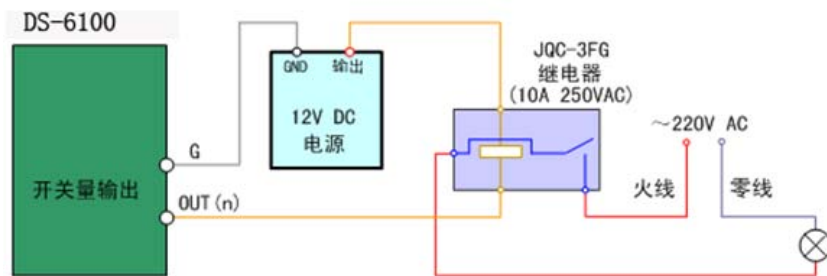 DS-6100
开关量输出
G
OUT(n)
GND
输出
12V DC
电源
JQC-3FG
继电器
(10A 250VAC)
～220V AC
火线
零线